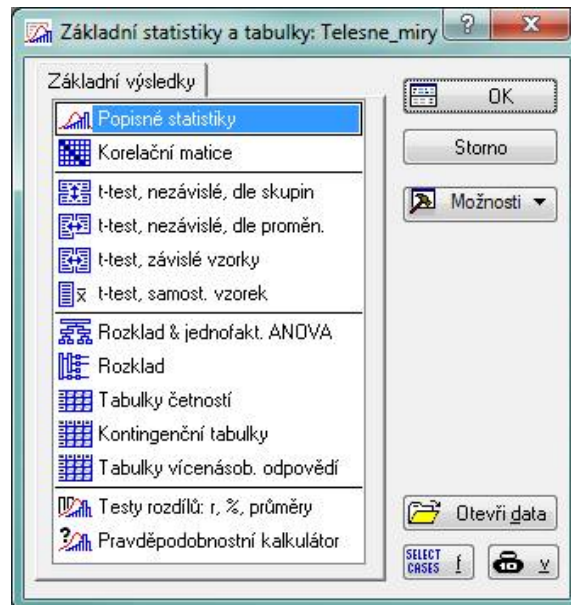 Základní statistiky a tabulky: Telesne_miry
?
X
Základní výsledky
Popisné statistiky
Korelační matice
t-test, nezávislé, dle skupin
t-test, nezávislé, dle proměn.
t-test, závislé vzorky
t-test, samost. vzorek
Rozklad & jednofakt. ANOVA
Rozklad
Tabulky četností
Kontingenční tabulky
Tabulky vícenásob. odpovědí
Testy rozdílů: r, %, průměry
Pravděpodobnostní kalkulátor
OK
Storno
Možnosti
Otevři data
SELECT
CASES
f
v